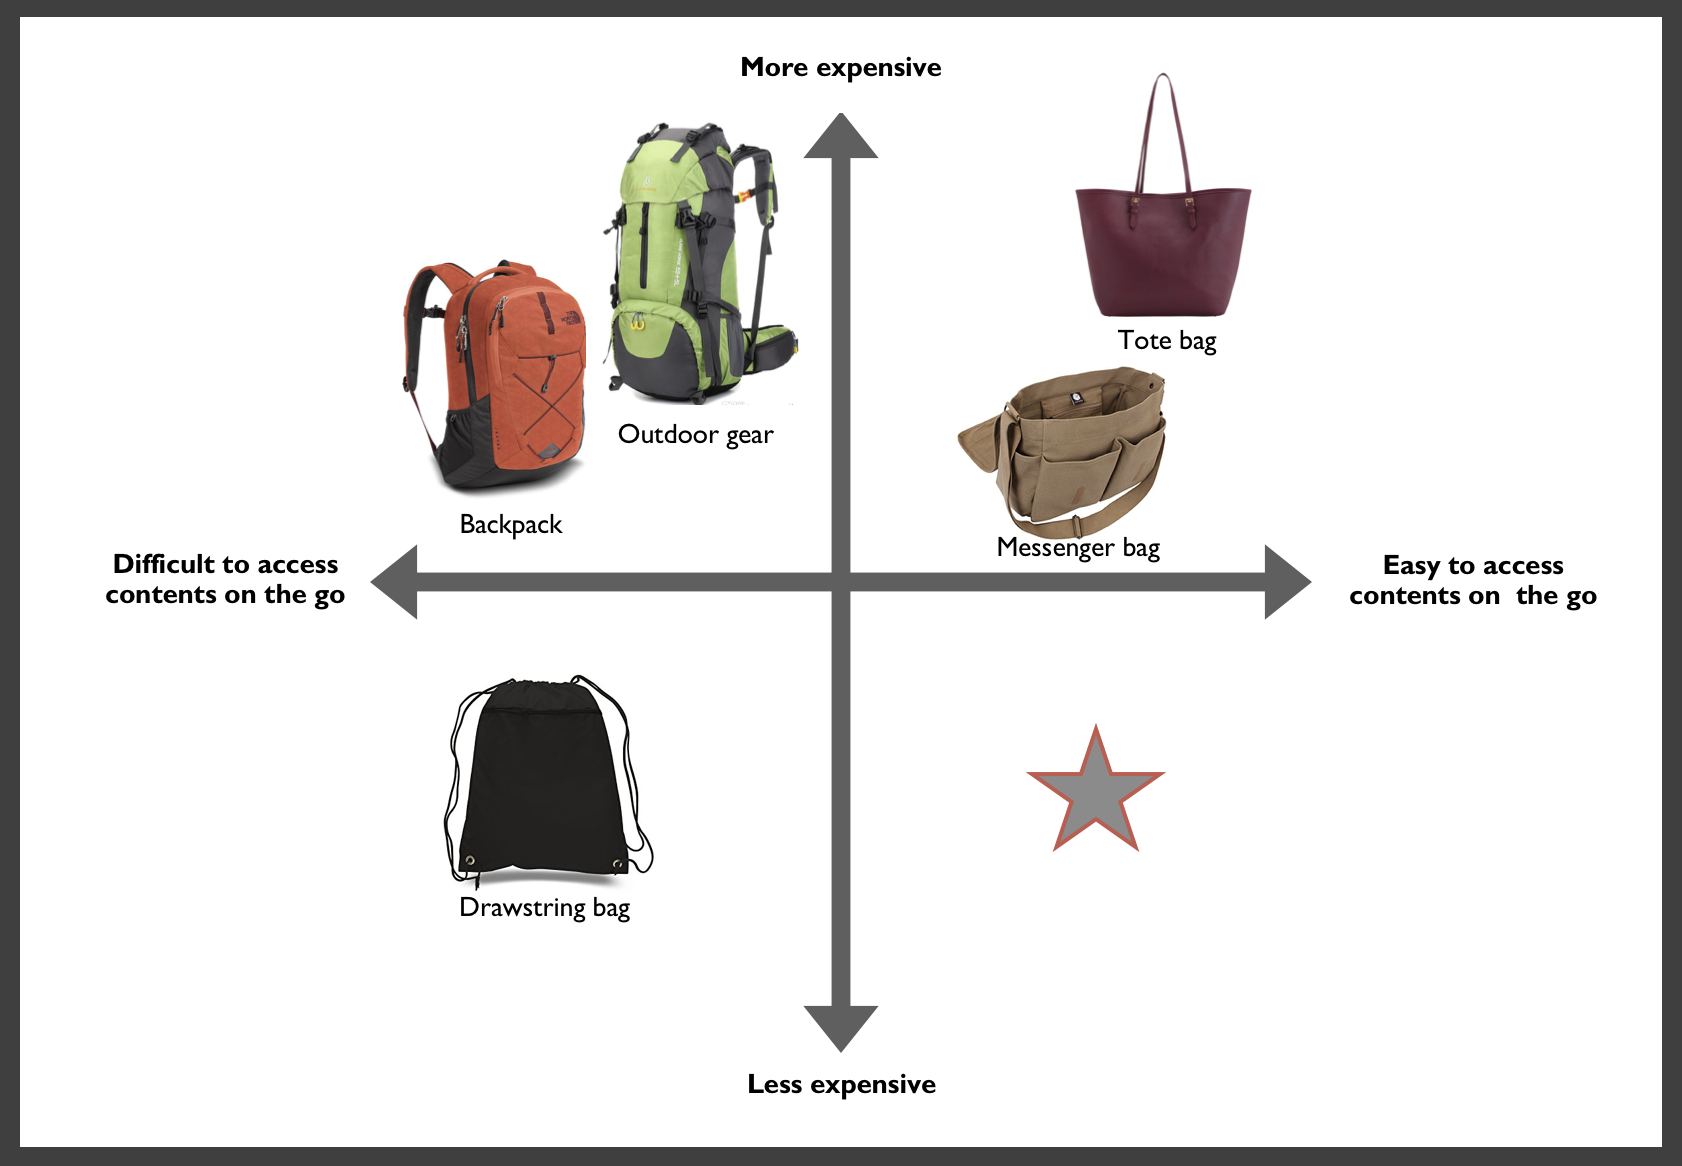 More expensive
Tote bag
Outdoor gear
Backpack
Messenger bag
Difficult to access
contents on the go
Easy to access
contents on  the go
Drawstring bag
Less expensive